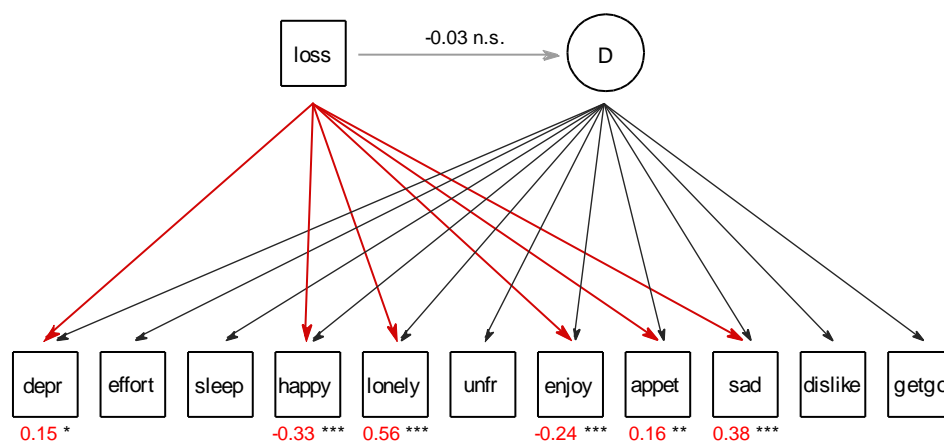 -0.03 n.s.
loss
D
depr effort sleep happy lonely unfr enjoy appet sad dislike getgo
0.15 * -0.33 *** 0.56 *** -0.24 *** 0.16 ** 0.38 ***